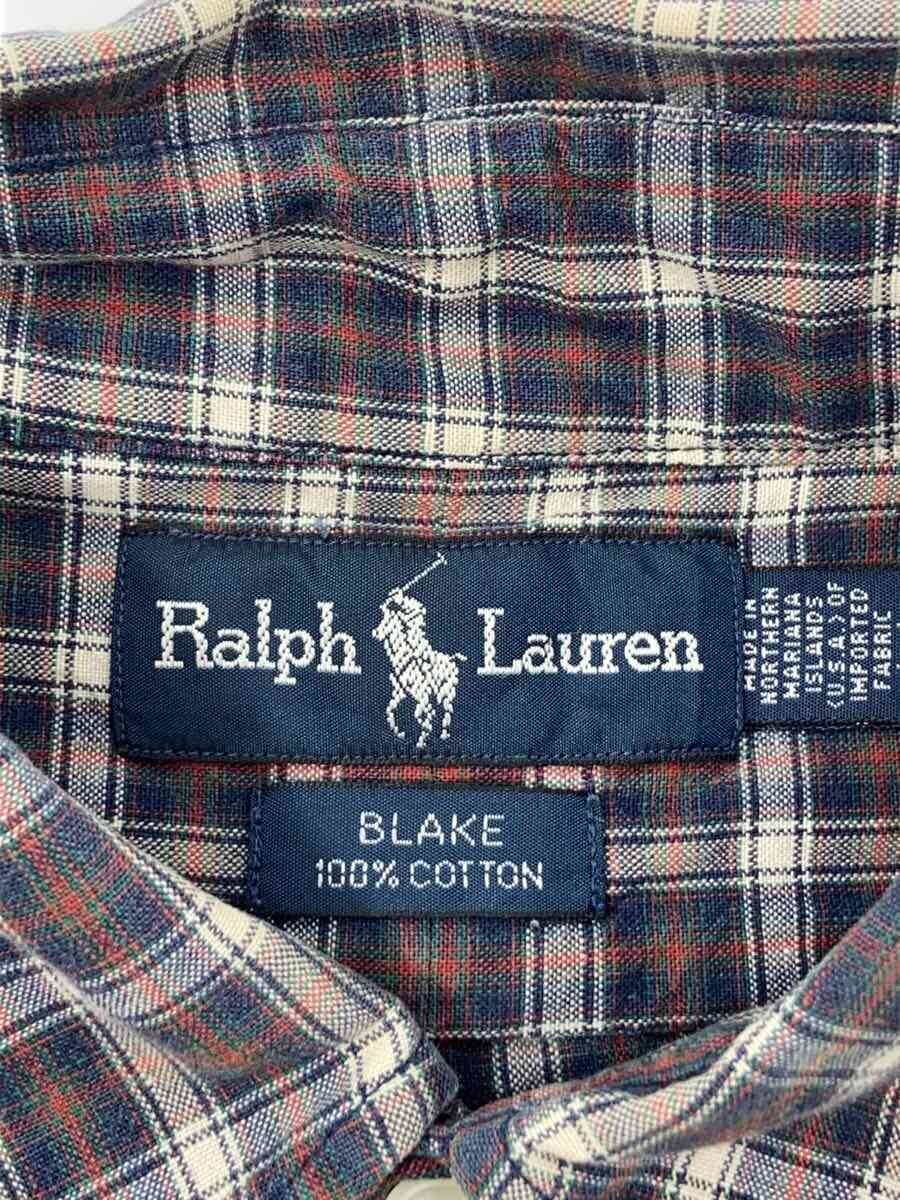 Ralph Lauren
MADE IN
NORTHERN
MARIANA
ISLANDS
(U.S.A.) OF
IMPORTED
FABRIC
BLAKE
100% COTTON